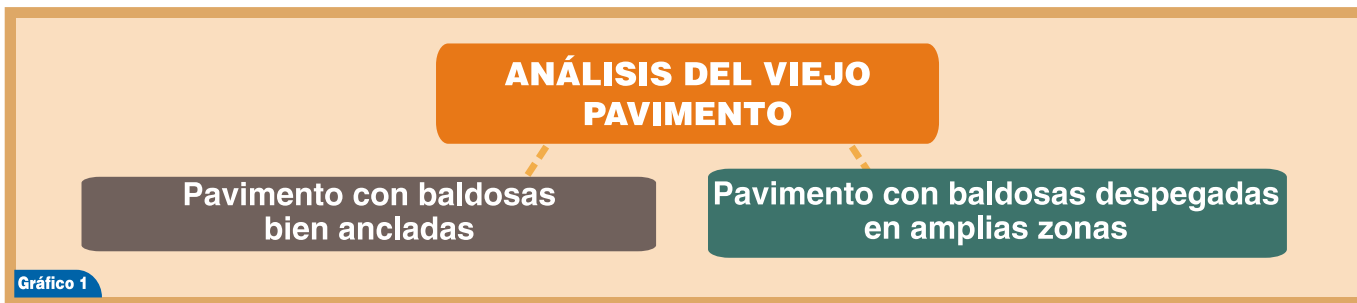 ANÁLISIS DEL VIEJO
PAVIMENTO
Pavimento con baldosas
bien ancladas
Pavimento con baldosas despegadas
en amplias zonas
Gráfico 1